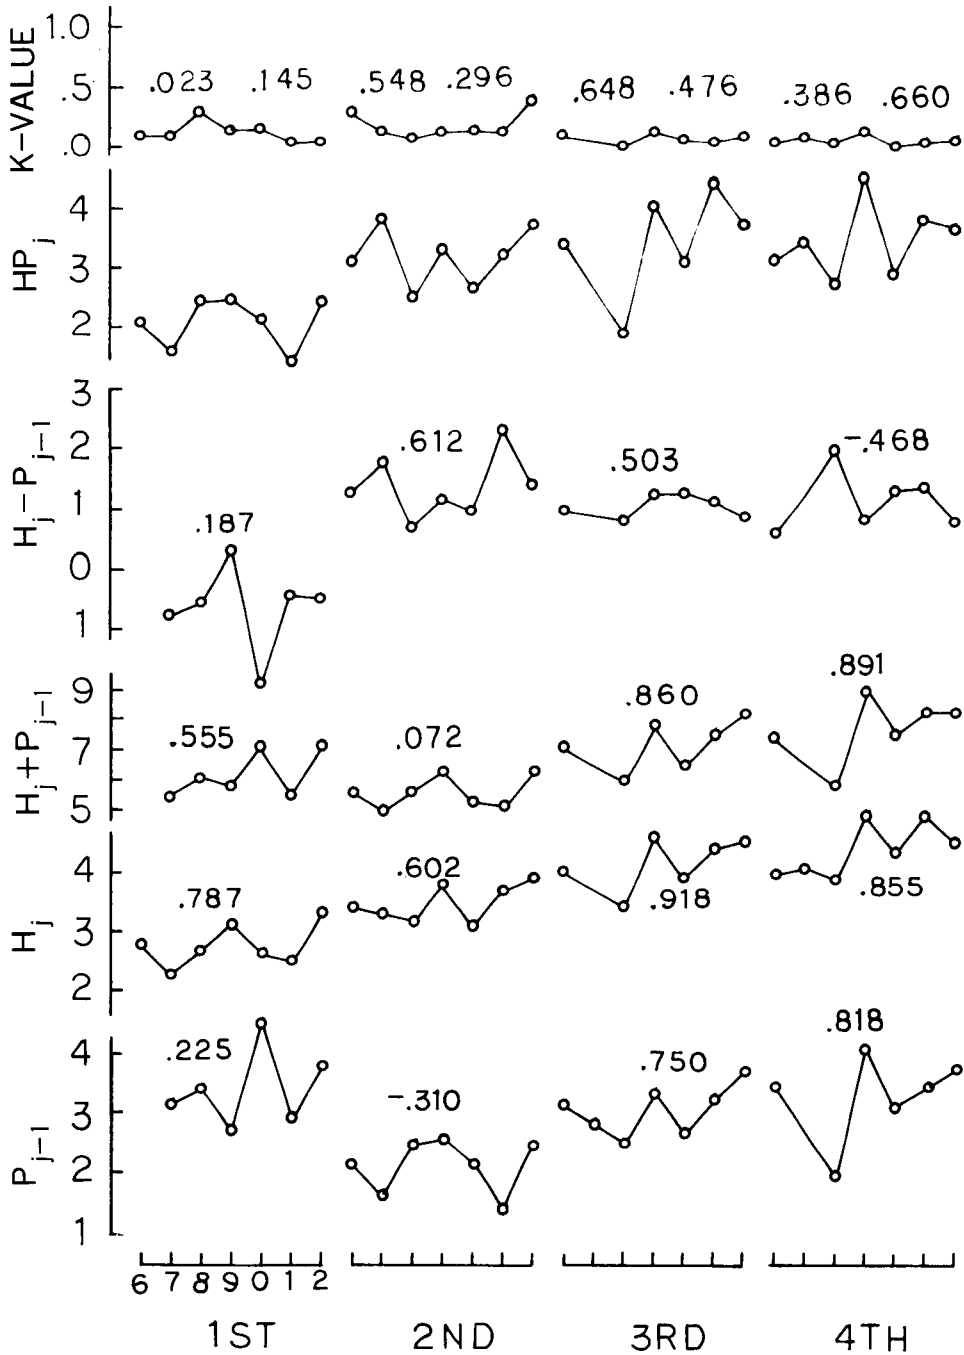 K-VALUE
1.0
.5
.0
.023 .145 .548 .296 .648 .476 .386 .660
HPj
4
3
2
Hj-Pj-1
3
2
1
0
1
.187 .612 .503 -.468
Hj+Pj-1
9
7
5
.555 .072 .860 .891
Hj
4
3
2
.787 .602 .918 .855
Pj-1
4
3
2
1
.225 -.310 .750 .818
6 7 8 9 0 1 2
1ST 2ND 3RD 4TH